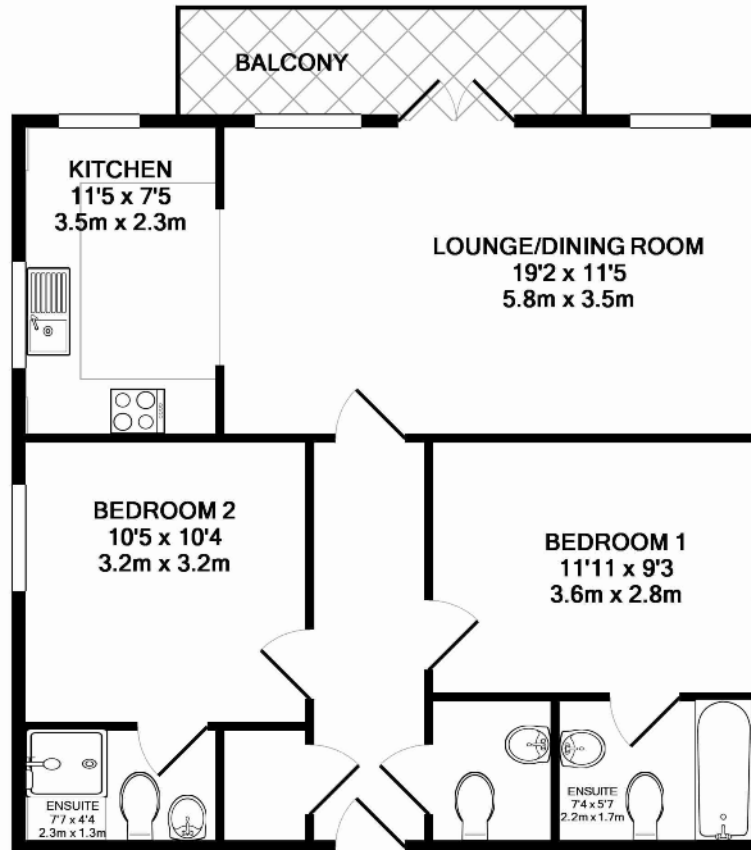 BALCONY
KITCHEN
11'5 x 7'5
3.5m x 2.3m
LOUNGE/DINING ROOM
19'2 x 11'5
5.8m x 3.5m
BEDROOM 2
10'5 x 10'4
3.2m x 3.2m
BEDROOM 1
11'11 x 9'3
3.6m x 2.8m
ENSUITE
7'7 x 4'4
2.3m x 1.3m
ENSUITE
7'4 x 5'7
2.2m x 1.7m